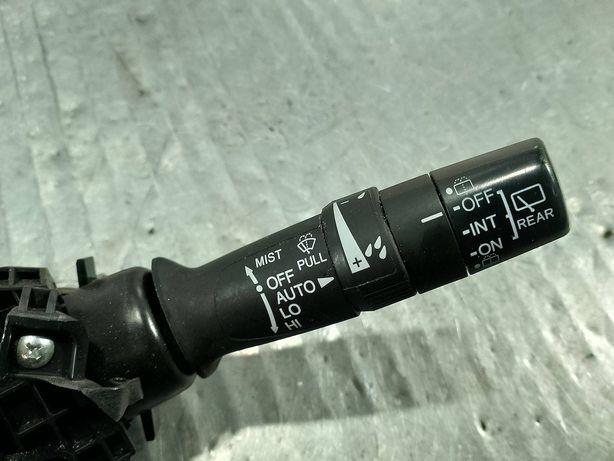 MIST
OFF
AUTO
LO
HI
PULL
- +
-OFF
-INT
-ON
REAR